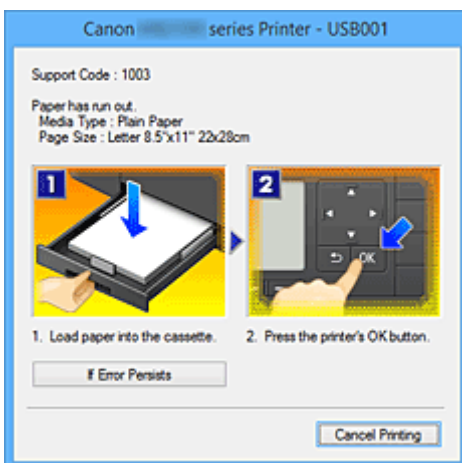 Canon series Printer - USB001
Support Code : 1003
Paper has run out.
Media Type : Plain Paper
Page Size : Letter 8.5"x11" 22x28cm
1
2
OK
1. Load paper into the cassette.
2. Press the printer's OK button.
If Error Persists
Cancel Printing